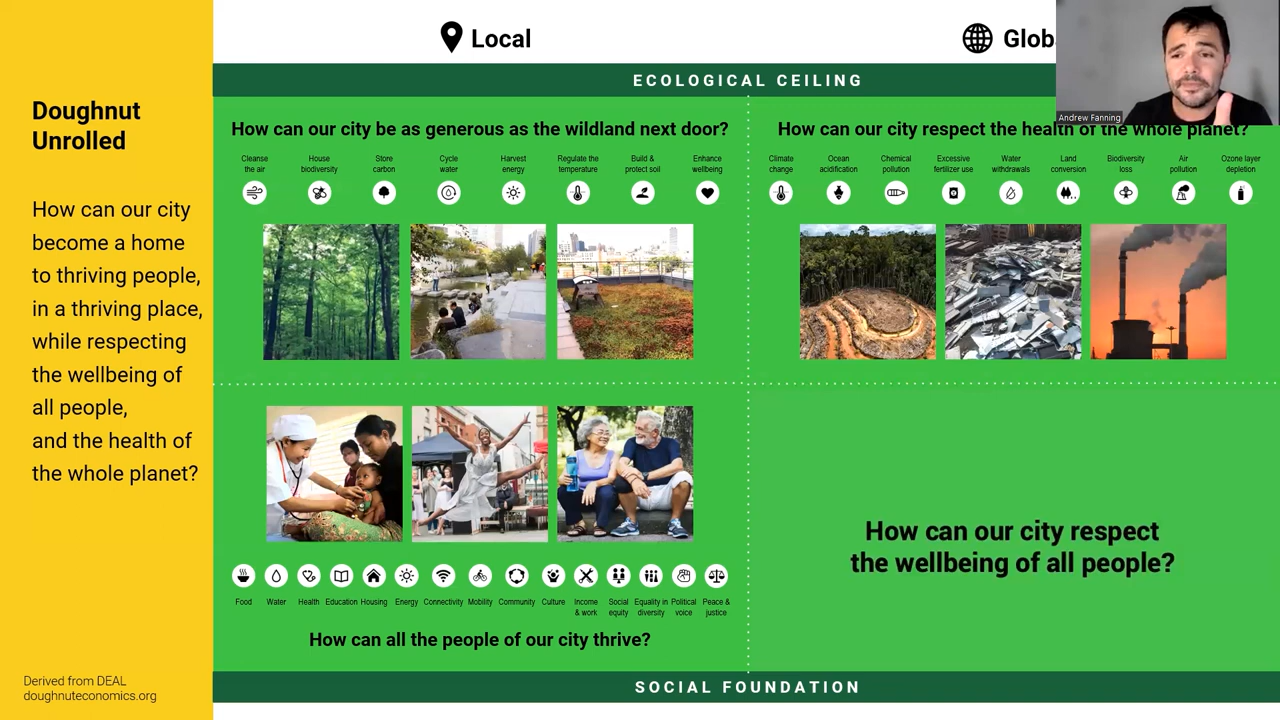 Doughnut
Unrolled
How can our city
become a home
to thriving people,
in a thriving place,
while respecting
the wellbeing of
all people,
and the health of
the whole planet?
Derived from DEAL
doughnuteconomics.org
Local
Glob
Andrew Fanning
ECOLOGICAL CEILING
How can our city be as generous as the wildland next door?
Cleanse
the air
House
biodiversity
Store
carbon
Cycle
water
Harvest
energy
Regulate the
temperature
Build &
protect soil
Enhance
wellbeing
How can our city respect the health of the whole planet?
Climate
change
Ocean
acidification
Chemical
pollution
Excessive
fertilizer use
Water
withdrawals
Land
conversion
Biodiversity
loss
Air
pollution
Ozone layer
depletion
Food
Water
Health
Education
Housing
Energy
Connectivity
Mobility
Community
Culture
Income
& work
Social
equity
Equality in
diversity
Political
voice
Peace &
justice
How can all the people of our city thrive?
How can our city respect
the wellbeing of all people?
SOCIAL FOUNDATION